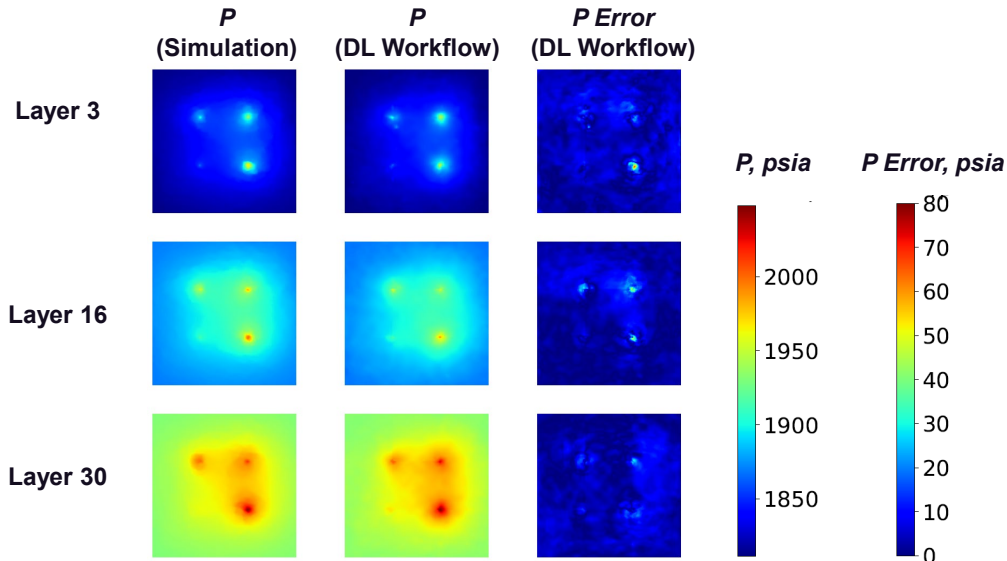 P
(Simulation)
P
(DL Workflow)
P Error
(DL Workflow)
Layer 3
Layer 16
Layer 30
P, psia
2000
1950
1900
1850
P Error, psia
80
70
60
50
40
30
20
10
0